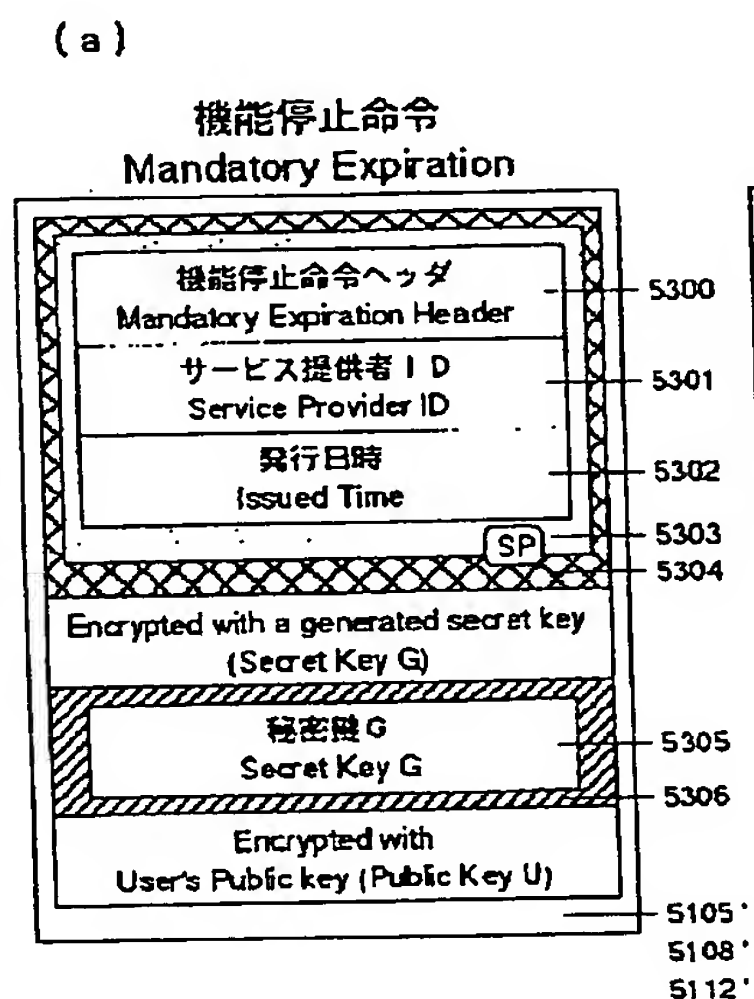 (a)
機能停止命令
Mandatory Expiration
機能停止命令ヘッダ
Mandatory Expiration Header
5300
サービス提供者ID
Service Provider ID
5301
発行日時
Issued Time
5302
SP
5303
5304
Encrypted with a generated secret key
(Secret Key G)
秘密鍵G
Secret Key G
5305
5306
Encrypted with
User's Public key (Public Key U)
5105'
5108'
5112'